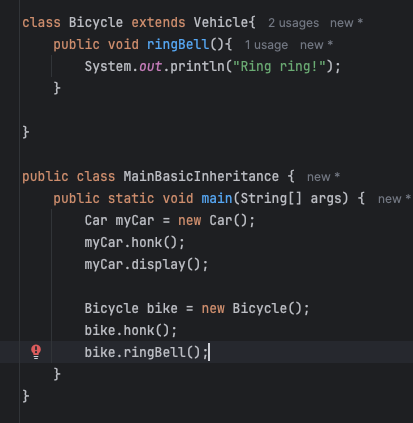 class Bicycle extends Vehicle{ 2 usages new *
    public void ringBell(){ 1 usage new *
        System.out.println("Ring ring!");
    }
}
public class MainBasicInheritance { new *
    public static void main(String[] args) { new *
        Car myCar = new Car();
        myCar.honk();
        myCar.display();
        Bicycle bike = new Bicycle();
        bike.honk();
        bike.ringBell();
    }
}